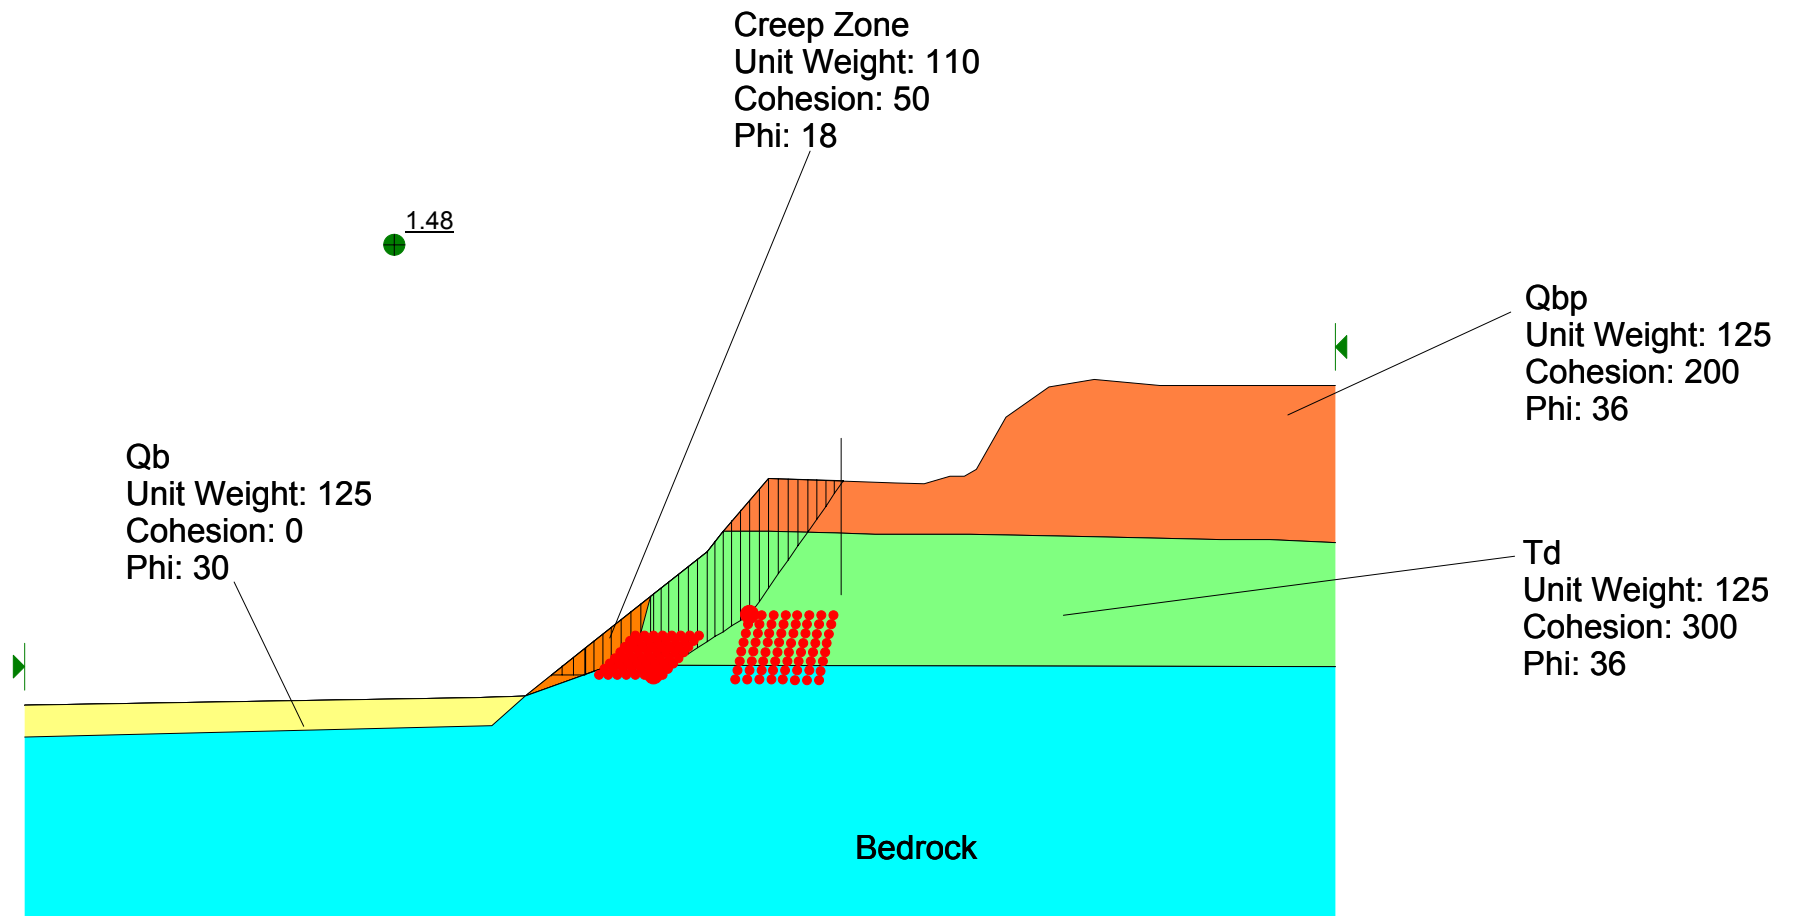 Creep Zone
Unit Weight: 110
Cohesion: 50
Phi: 18
1.48
Qbp
Unit Weight: 125
Cohesion: 200
Phi: 36
Qb
Unit Weight: 125
Cohesion: 0
Phi: 30
Td
Unit Weight: 125
Cohesion: 300
Phi: 36
Bedrock